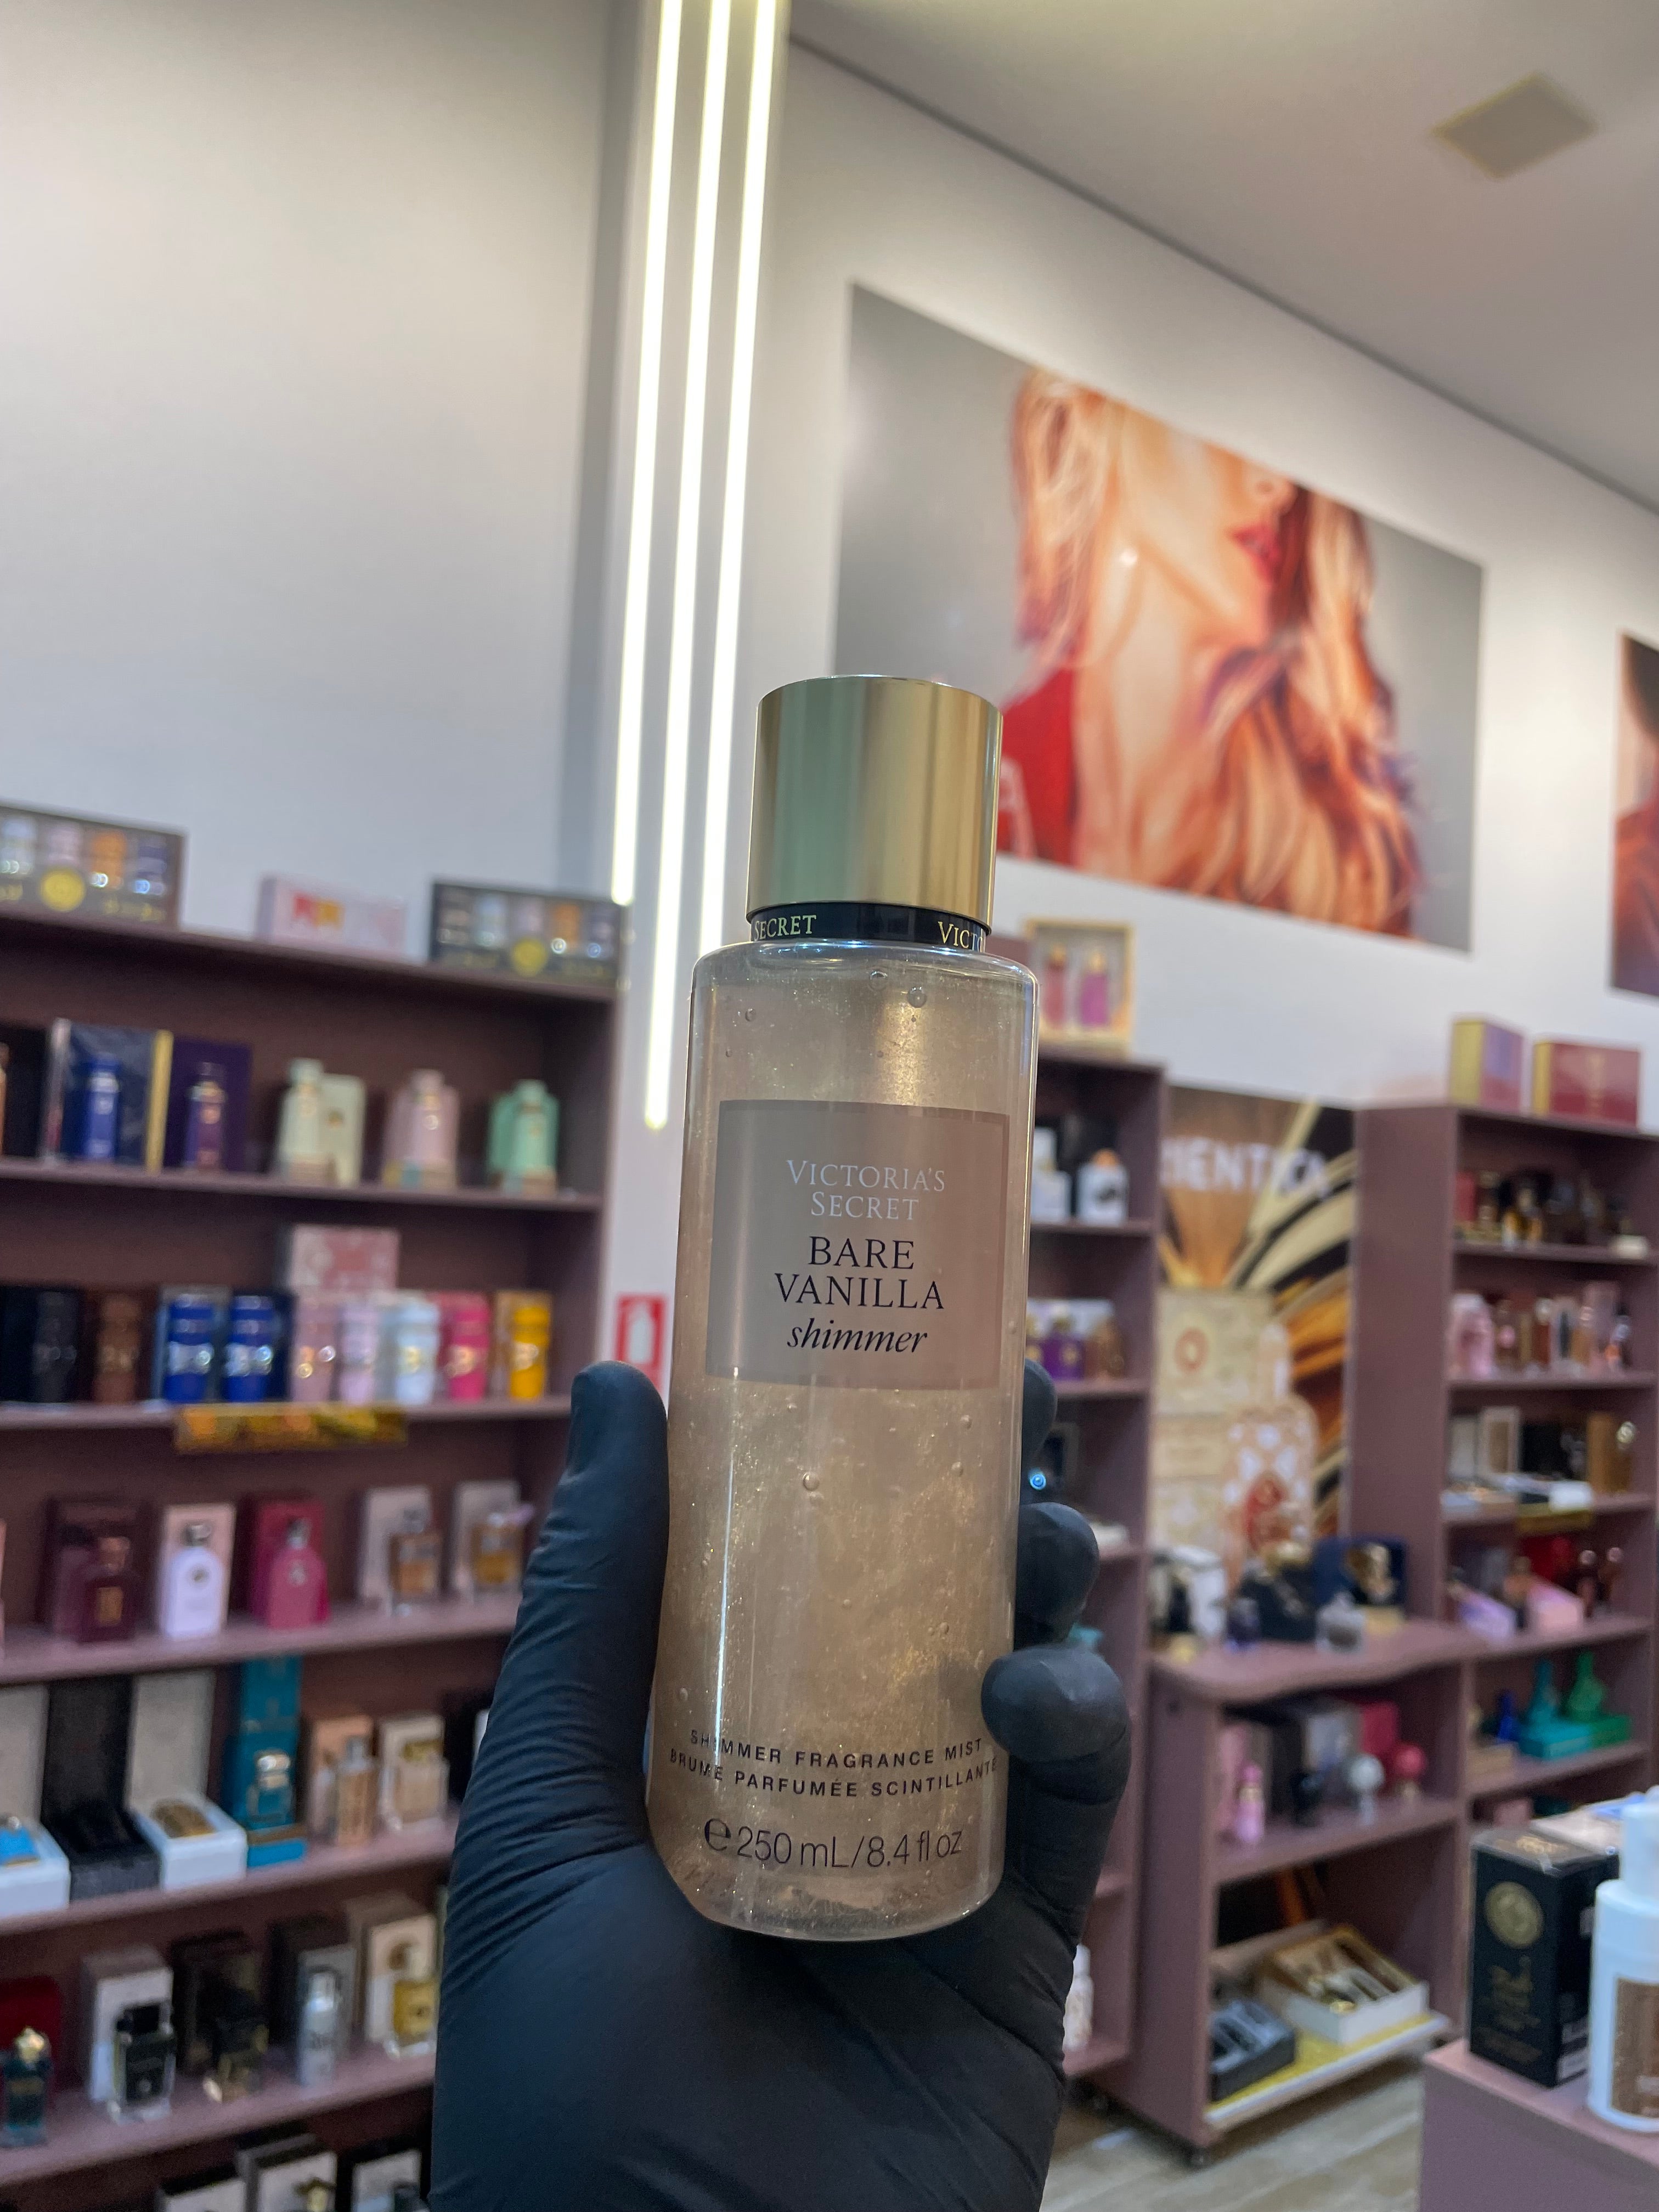 SECRET VICT
VICTORIA'S
SECRET
BARE
VANILLA
shimmer
SHIMMER FRAGRANCE MIST
BRUME PARFUMÉE SCINTILLANTE
℮ 250 mL/8.4 fl oz